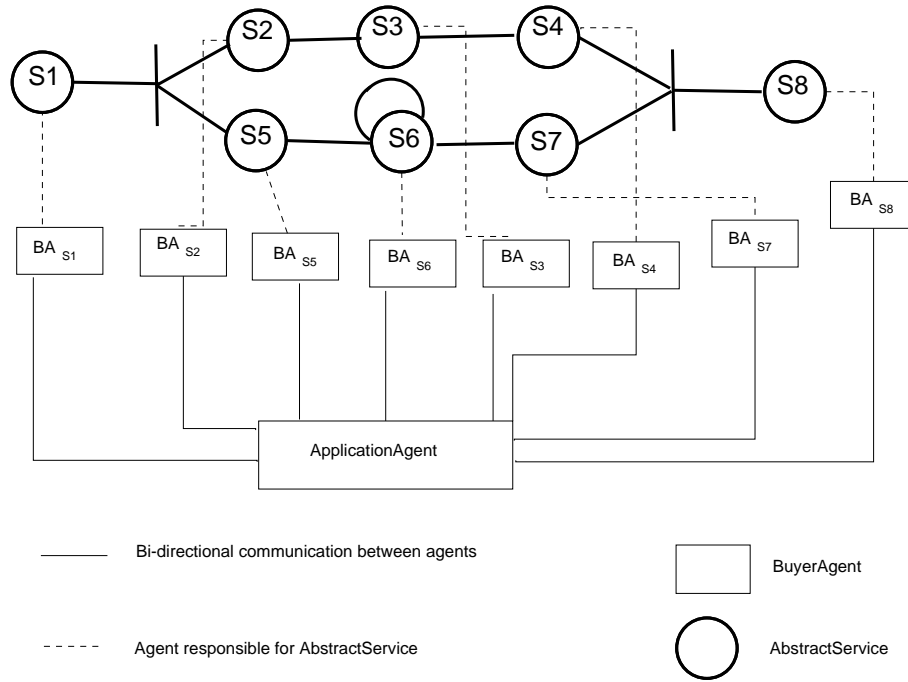 S2
S3
S4
S1
S8
S5
S6
S7
BA S8
BA S1
BA S2
BA S5
BA S6
BA S3
BA S4
BA S7
ApplicationAgent
Bi-directional communication between agents
BuyerAgent
Agent responsible for AbstractService
AbstractService